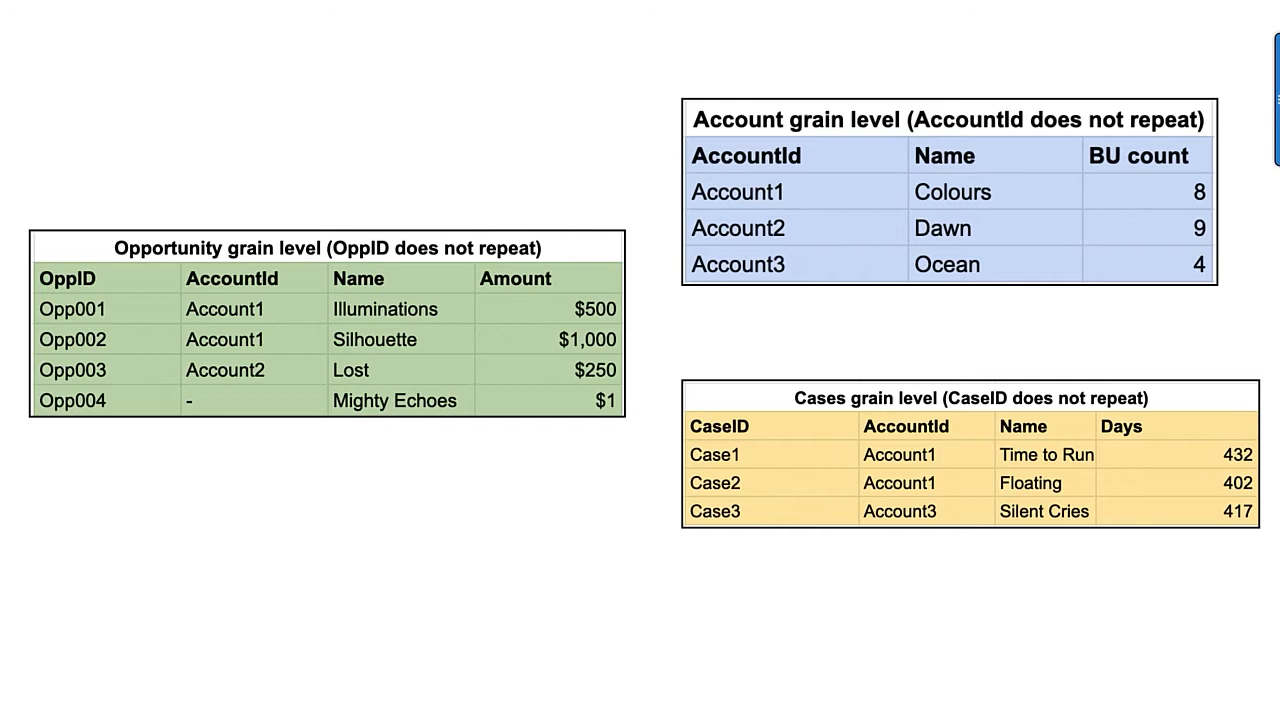 Opportunity grain level (OppID does not repeat)
OppID AccountId Name Amount
Opp001 Account1 Illuminations $500
Opp002 Account1 Silhouette $1,000
Opp003 Account2 Lost $250
Opp004 - Mighty Echoes $1
Account grain level (AccountId does not repeat)
AccountId Name BU count
Account1 Colours 8
Account2 Dawn 9
Account3 Ocean 4
Cases grain level (CaseID does not repeat)
CaseID AccountId Name Days
Case1 Account1 Time to Run 432
Case2 Account1 Floating 402
Case3 Account3 Silent Cries 417